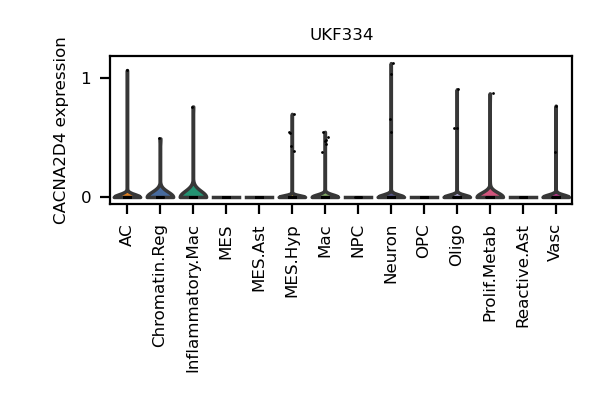 UKF334
CACNA2D4 expression
1
0
AC
Chromatin.Reg
Inflammatory.Mac
MES
MES.Ast
MES.Hyp
Mac
NPC
Neuron
OPC
Oligo
Prolif.Metab
Reactive.Ast
Vasc